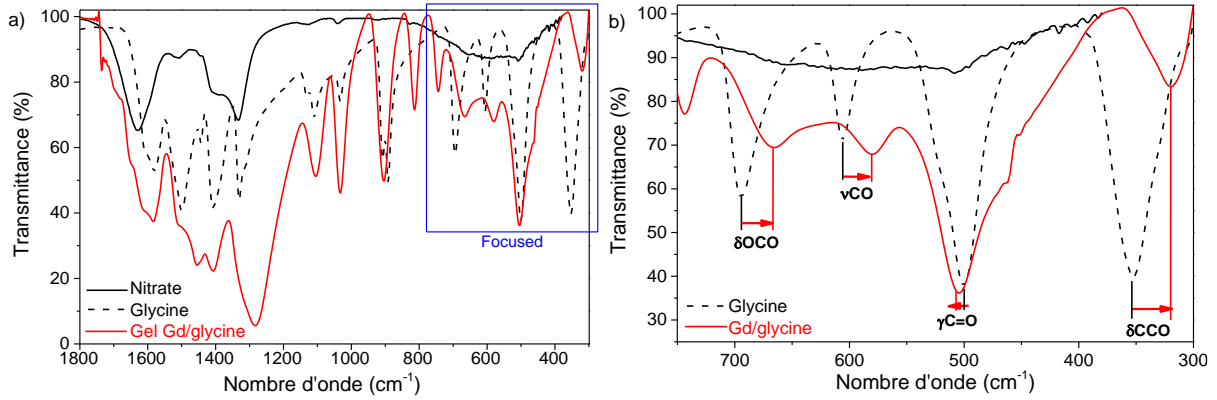 a)
100
80
60
40
20
0
Transmittance (%)
Focused
Nitrate
Glycine
Gel Gd/glycine
1800 1600 1400 1200 1000 800 600 400
Nombre d'onde (cm-1)
b)
100
90
80
70
60
50
40
30
Transmittance (%)
νCO
δOCO
γC=O
δCCO
Glycine
Gd/glycine
700 600 500 400 300
Nombre d'onde (cm-1)